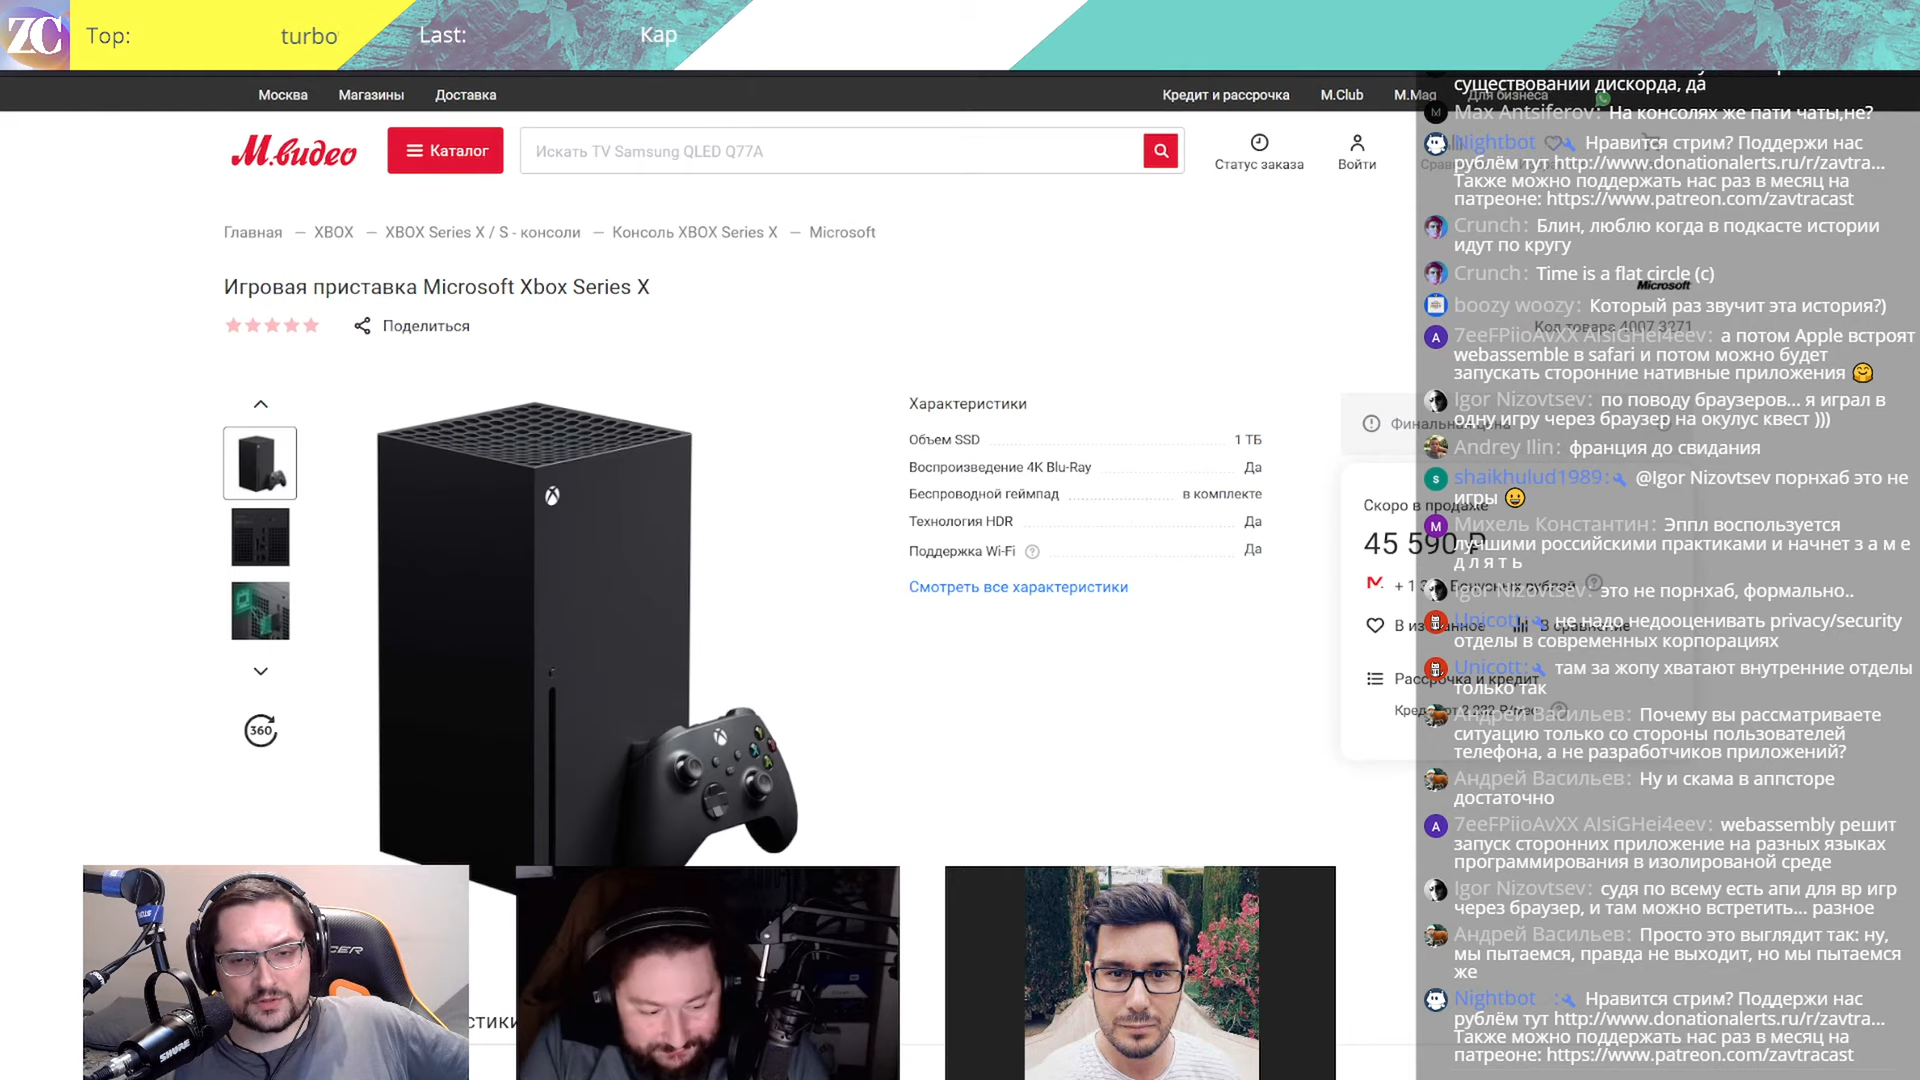 ZC
Top:
turbo
Last:
Kap
Москва
Магазины
Доставка
Кредит и рассрочка
M.Club
М.видео
Каталог
Искать TV Samsung QLED Q77A
Статус заказа
Войти
Главная — XBOX — XBOX Series X / S - консоли — Консоль XBOX Series X — Microsoft
Игровая приставка Microsoft Xbox Series X
Поделиться
Microsoft
Код товара 4007 3271
360
Характеристики
Объем SSD 1 ТБ
Воспроизведение 4K Blu-Ray Да
Беспроводной геймпад в комплекте
Технология HDR Да
Поддержка Wi-Fi Да
Смотреть все характеристики
Скоро в продаже
45 590 ₽
Рассрочка и кредит
существовании дискорда, да
Max Antsiferov: На консолях же пати чаты,не?
Nightbot Нравится стрим? Поддержи нас
рублём тут http://www.donationalerts.ru/r/zavtra...
Также можно поддержать нас раз в месяц на
патреоне: https://www.patreon.com/zavtracast
Crunch: Блин, люблю когда в подкасте истории
идут по кругу
Crunch: Time is a flat circle (c)
boozy woozy: Который раз звучит эта история?)
7eeFPiioAvXX AIsiGHei4eev: а потом Apple встроят
webassemble в safari и потом можно будет
запускать сторонние нативные приложения
Igor Nizovtsev: по поводу браузеров... я играл в
одну игру через браузер на окулус квест )))
Andrey Ilin: франция до свидания
shaikhulud1989: @Igor Nizovtsev порнхаб это не
игры
Михель Константин: Эппл воспользуется
лучшими российскими практиками и начнет з а м е
д л я т ь
Igor Nizovtsev: это не порнхаб, формально..
Unicott: не надо недооценивать privacy/security
отделы в современных корпорациях
Unicott: там за жопу хватают внутренние отделы
только так
Андрей Васильев: Почему вы рассматриваете
ситуацию только со стороны пользователей
телефона, а не разработчиков приложений?
Андрей Васильев: Ну и скама в аппсторе
достаточно
7eeFPiioAvXX AIsiGHei4eev: webassembly решит
запуск сторонних приложение на разных языках
программирования в изолированой среде
Igor Nizovtsev: судя по всему есть апи для вр игр
через браузер, и там можно встретить... разное
Андрей Васильев: Просто это выглядит так: ну,
мы пытаемся, правда не выходит, но мы пытаемся
же
Nightbot : Нравится стрим? Поддержи нас
рублём тут http://www.donationalerts.ru/r/zavtra...
Также можно поддержать нас раз в месяц на
патреоне: https://www.patreon.com/zavtracast
SHURE